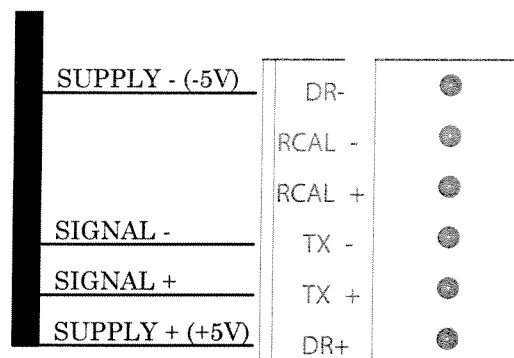 SUPPLY - (-5V)
DR-
RCAL -
RCAL +
SIGNAL -
TX -
SIGNAL +
TX +
SUPPLY + (+5V)
DR+